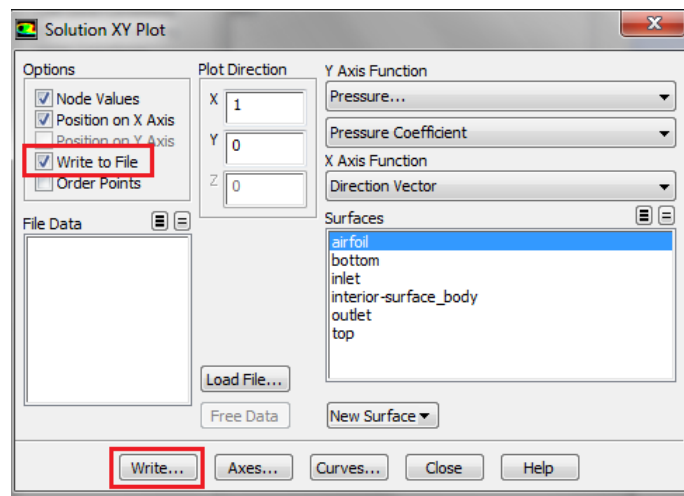 Solution XY Plot
Options
Node Values
Position on X Axis
Position on Y Axis
Write to File
Order Points
Plot Direction
X 1
Y 0
Z 0
Y Axis Function
Pressure...
Pressure Coefficient
X Axis Function
Direction Vector
File Data
Surfaces
airfoil
bottom
inlet
interior-surface_body
outlet
top
Load File...
Free Data
New Surface
Write...
Axes...
Curves...
Close
Help